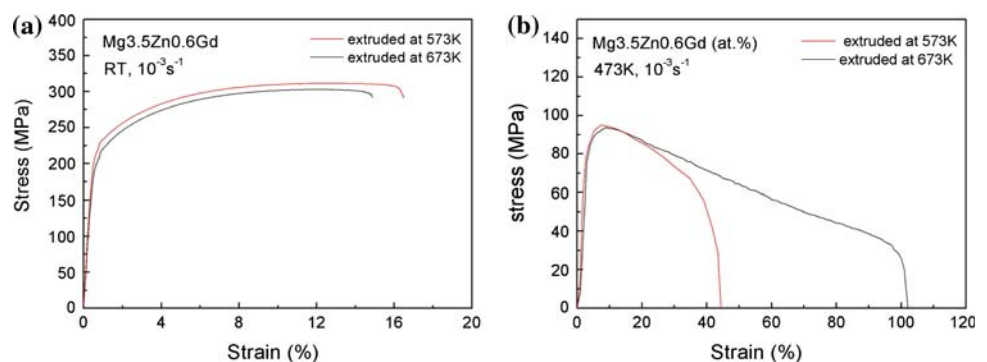 (a)
Mg3.5Zn0.6Gd
RT, 10⁻³s⁻¹
extruded at 573K
extruded at 673K
Stress (MPa)
400
350
300
250
200
150
100
50
0
0 4 8 12 16 20
Strain (%)
(b)
Mg3.5Zn0.6Gd (at.%)
473K, 10⁻³s⁻¹
extruded at 573K
extruded at 673K
stress (MPa)
140
120
100
80
60
40
20
0
0 20 40 60 80 100 120
Strain (%)